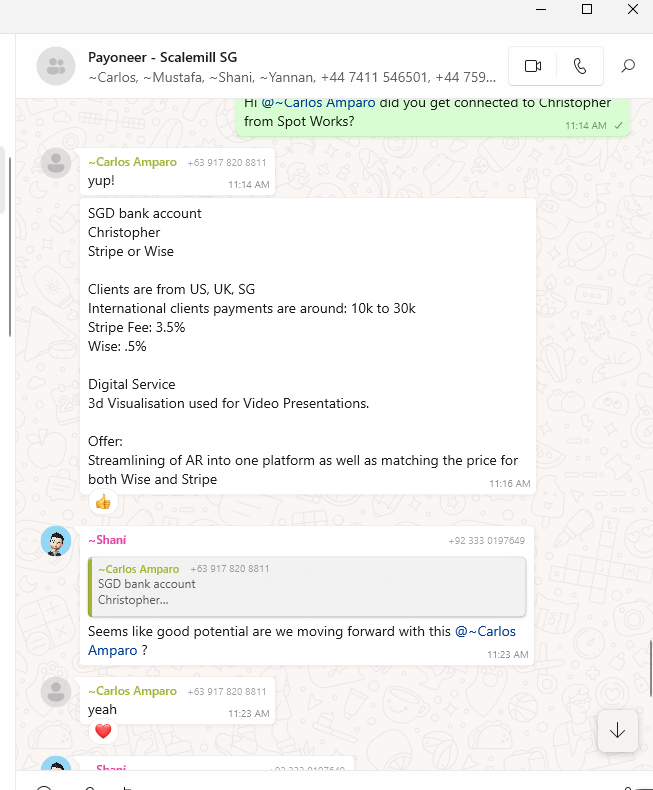 Payoneer - Scalemill SG
~Carlos, ~Mustafa, ~Shani, ~Yannan, +44 7411 546501, +44 759...
Hi @~Carlos Amparo did you get connected to Christopher
from Spot Works?
11:14 AM
~Carlos Amparo +63 917 820 8811
yup!
11:14 AM
SGD bank account
Christopher
Stripe or Wise
Clients are from US, UK, SG
International clients payments are around: 10k to 30k
Stripe Fee: 3.5%
Wise: .5%
Digital Service
3d Visualisation used for Video Presentations.
Offer:
Streamlining of AR into one platform as well as matching the price for
both Wise and Stripe
11:16 AM
~Shani +92 333 0197649
~Carlos Amparo +63 917 820 8811
SGD bank account
Christopher...
Seems like good potential are we moving forward with this @~Carlos
Amparo ?
11:23 AM
~Carlos Amparo +63 917 820 8811
yeah
11:23 AM
~Shani +92 333 0197649